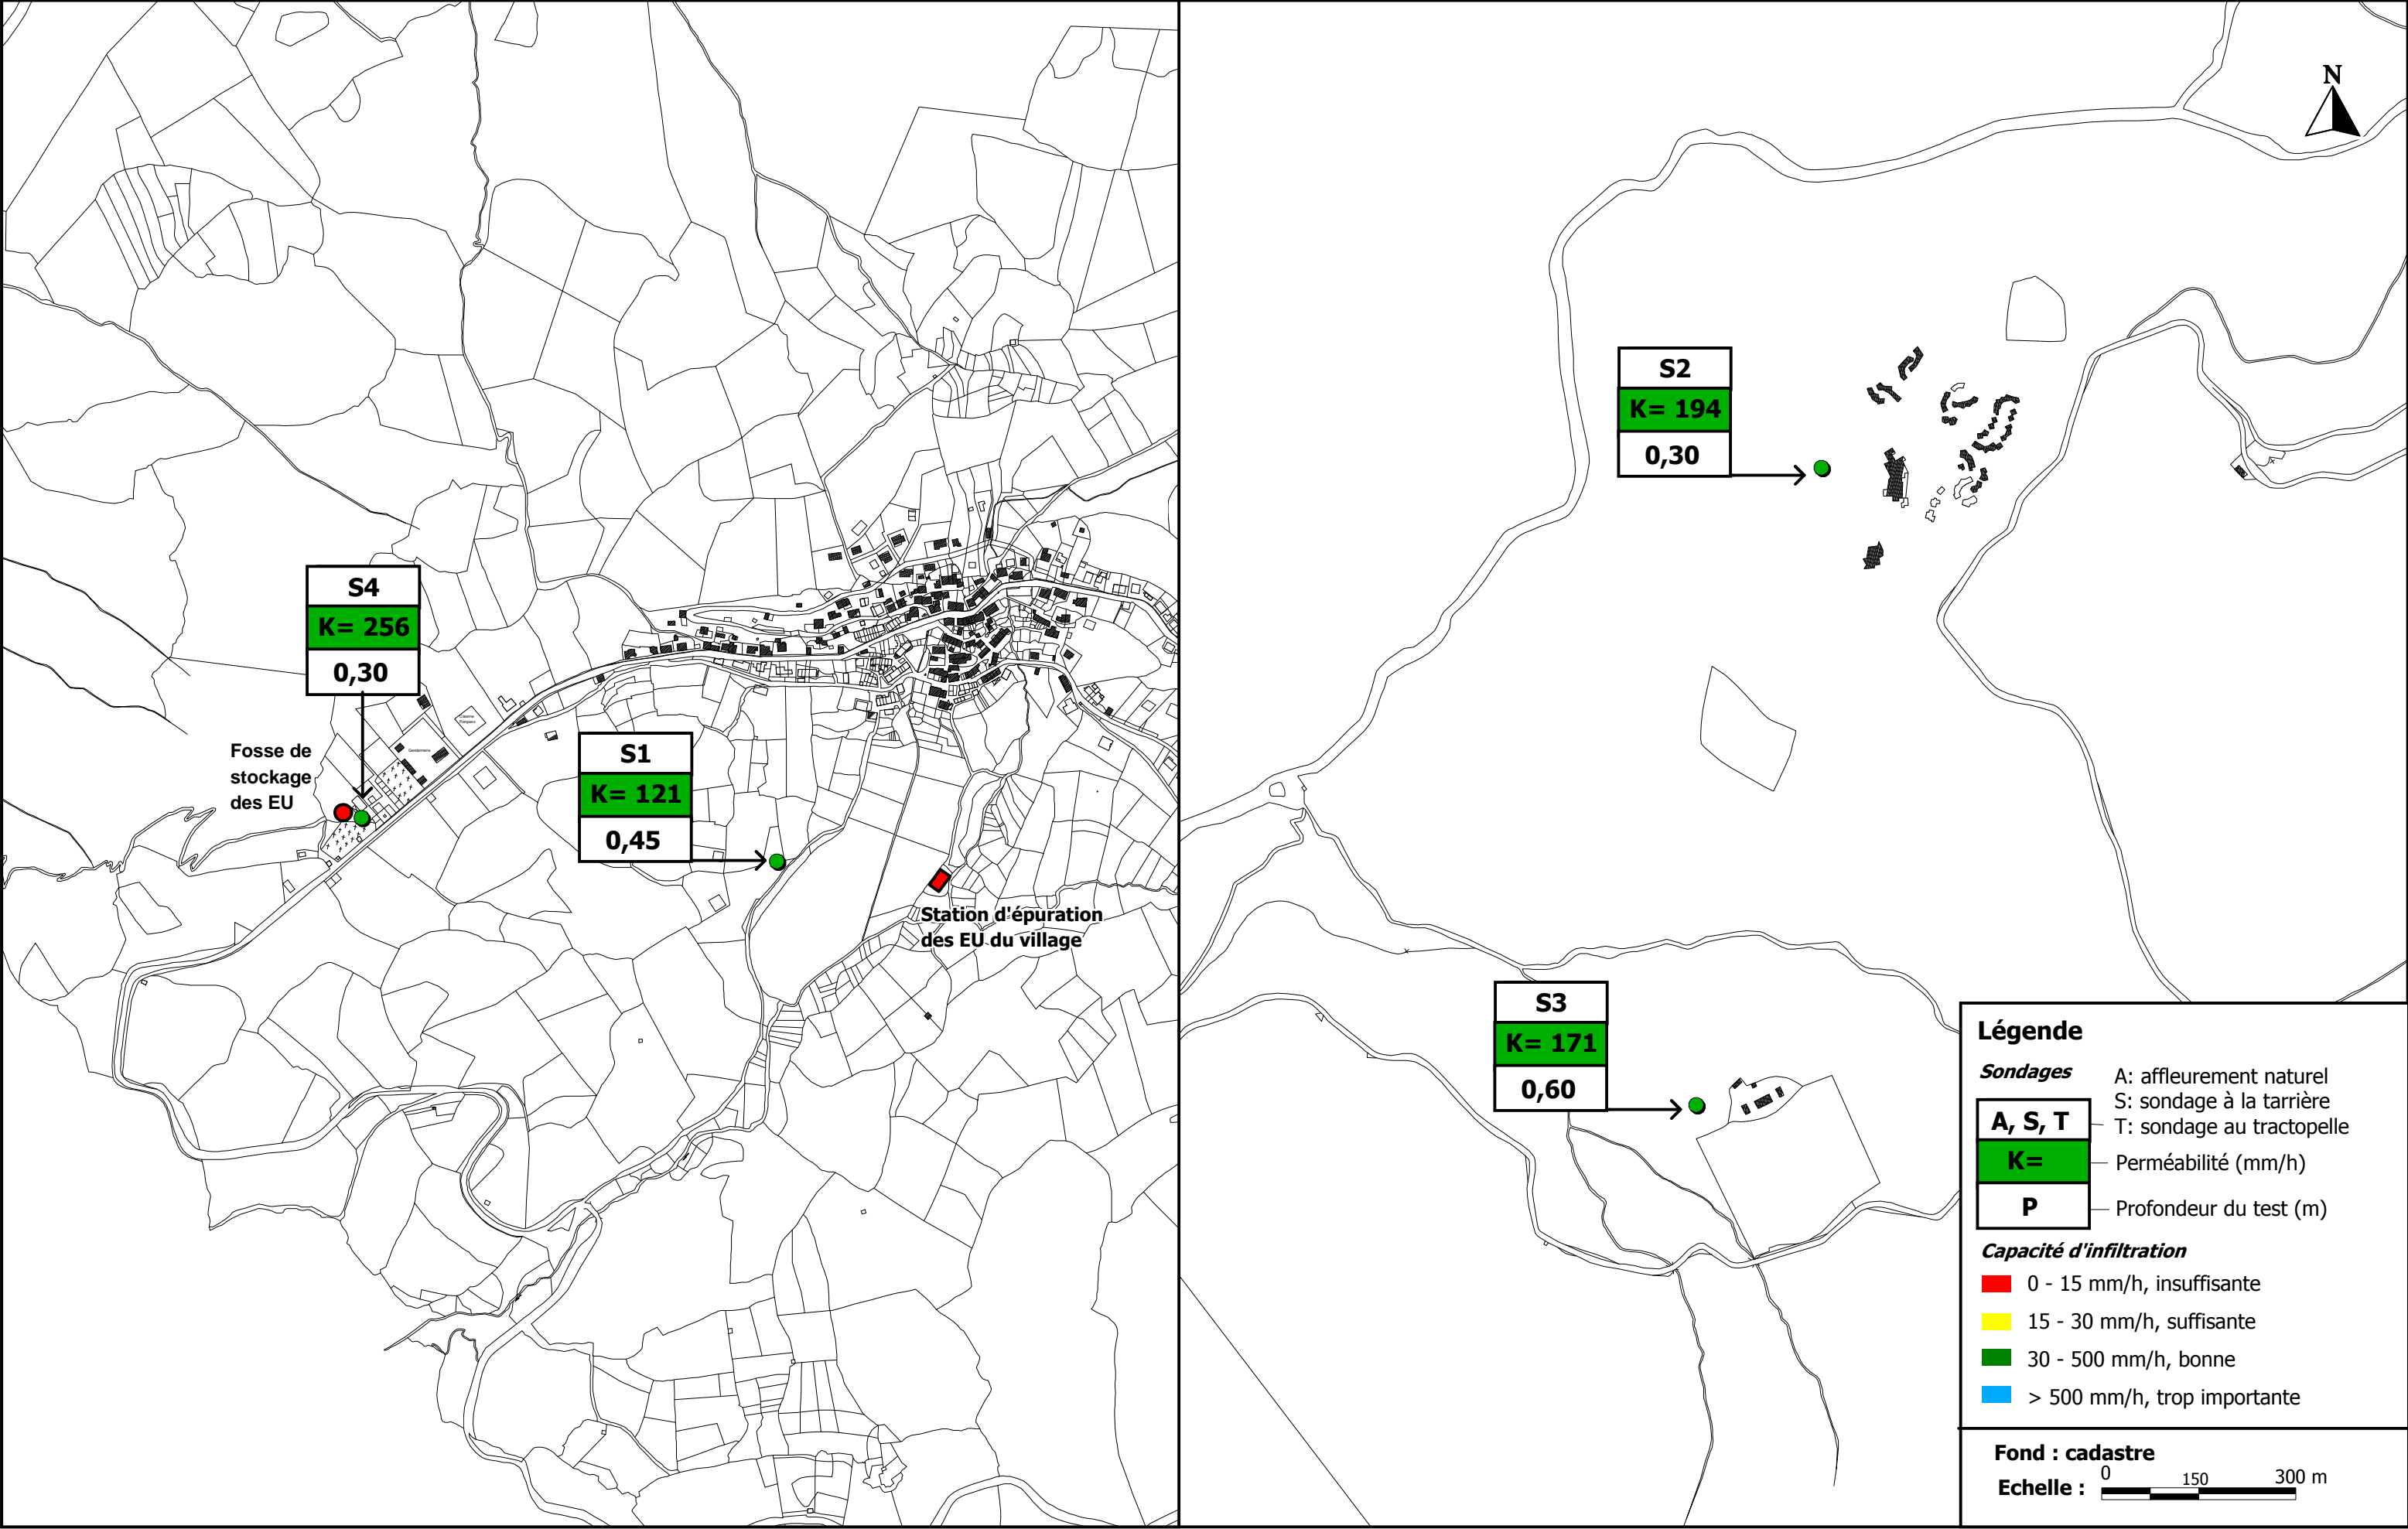 N
S2
K= 194
0,30
S4
K= 256
0,30
Caserne
Pompiers
Gendarmerie
Fosse de
stockage
des EU
S1
K= 121
0,45
Station d'épuration
des EU du village
S3
K= 171
0,60
Légende
Sondages
A: affleurement naturel
S: sondage à la tarrière
T: sondage au tractopelle
A, S, T
K=
Perméabilité (mm/h)
P
Profondeur du test (m)
Capacité d'infiltration
0 - 15 mm/h, insuffisante
15 - 30 mm/h, suffisante
30 - 500 mm/h, bonne
> 500 mm/h, trop importante
Fond : cadastre
Echelle :
0 150 300 m